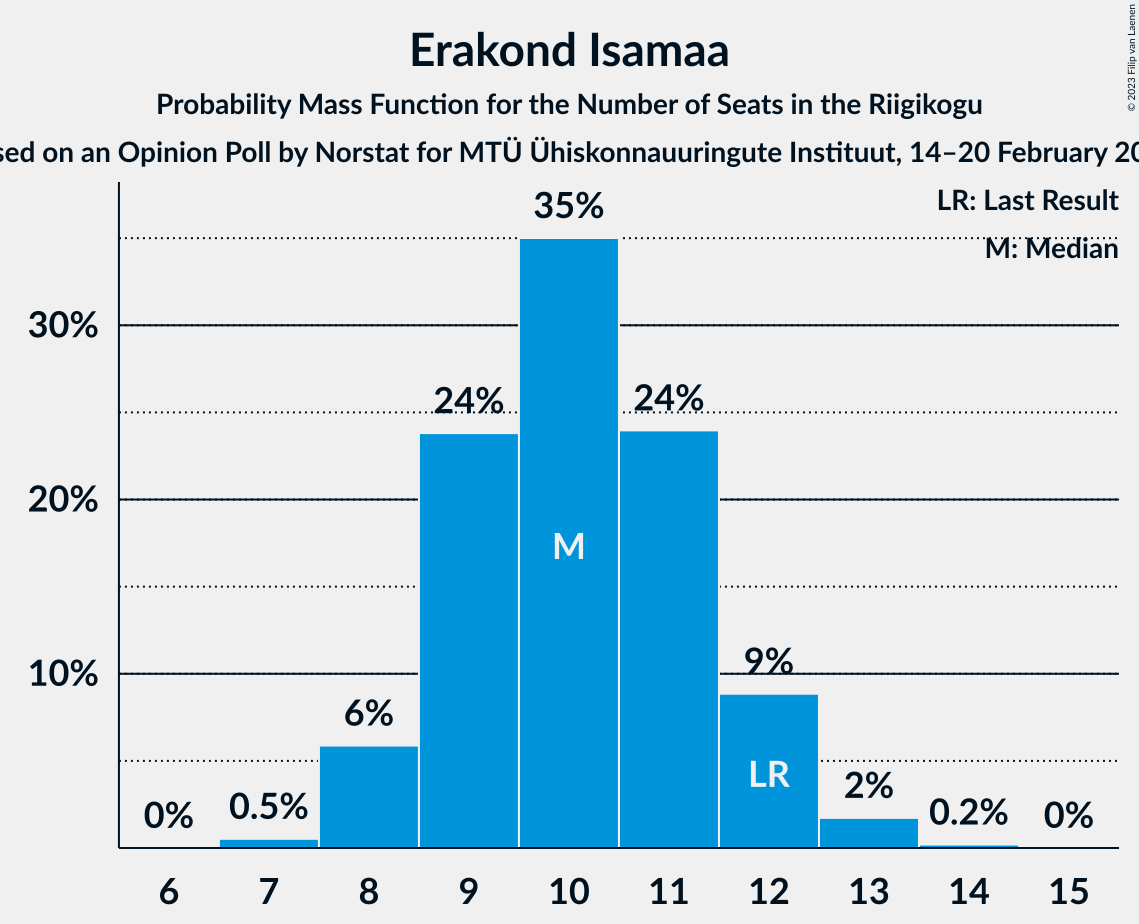 Erakond Isamaa
Probability Mass Function for the Number of Seats in the Riigikogu
sed on an Opinion Poll by Norstat for MTÜ Ühiskonnauuringute Instituut, 14–20 February 20
© 2023 Filip van Laenen
LR: Last Result
M: Median
35%
30%
24%
24%
20%
M
10%
9%
6%
LR
2%
0%
0.5%
0.2%
0%
6 7 8 9 10 11 12 13 14 15